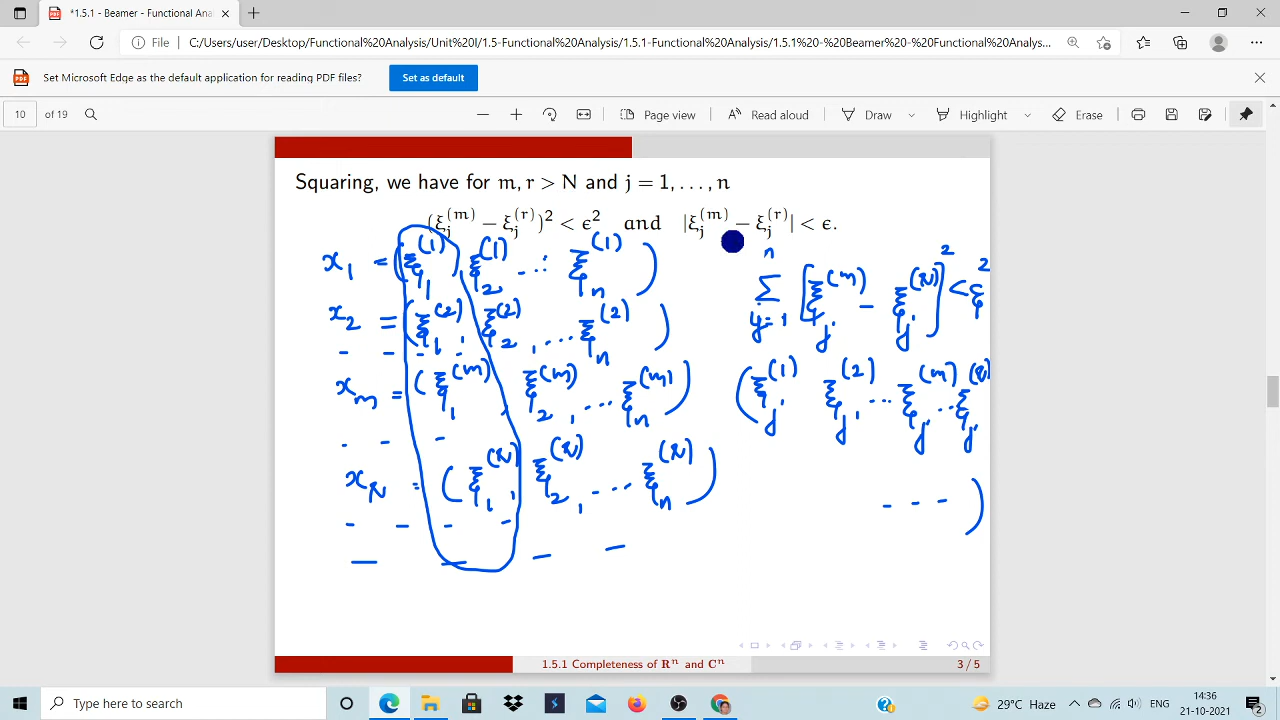 *1.5.1 - Beamer - Functional Ana
File
C:/Users/user/Desktop/Functional%20Analysis/Unit%20I/1.5-Functional%20Analysis/1.5.1-Functional%20Analysis/1.5.1%20-%20Beamer%20-%20Functional%20Analys...
Set Microsoft Edge as the default application for reading PDF files?
Set as default
10 of 19
Page view
Read aloud
Draw
Highlight
Erase
Squaring, we have for m, r > N and j = 1, . . . , n
(ξ_j^(m) − ξ_j^(r))^2 < ϵ^2 and |ξ_j^(m) − ξ_j^(r)| < ϵ.
x_1 = (ξ_1^(1), ξ_2^(1) ... ξ_n^(1))
x_2 = (ξ_1^(2), ξ_2^(2), ... ξ_n^(2))
- - - -
x_m = (ξ_1^(m), ξ_2^(m), ... ξ_n^(m))
. - -
x_r = (ξ_1^(r), ξ_2^(r), ... ξ_n^(r))
- - - -
— — — —
∑_{j=1}^n [ξ_j^(m) − ξ_j^(r)]^2 < ε^2
(ξ_j^(1), ξ_j^(2), ... ξ_j^(m) ... ξ_j^(r)
- - - )
1.5.1 Completeness of R^n and C^n
3 / 5
Type here to search
29°C Haze
ENG
14:36
21-10-2021
2